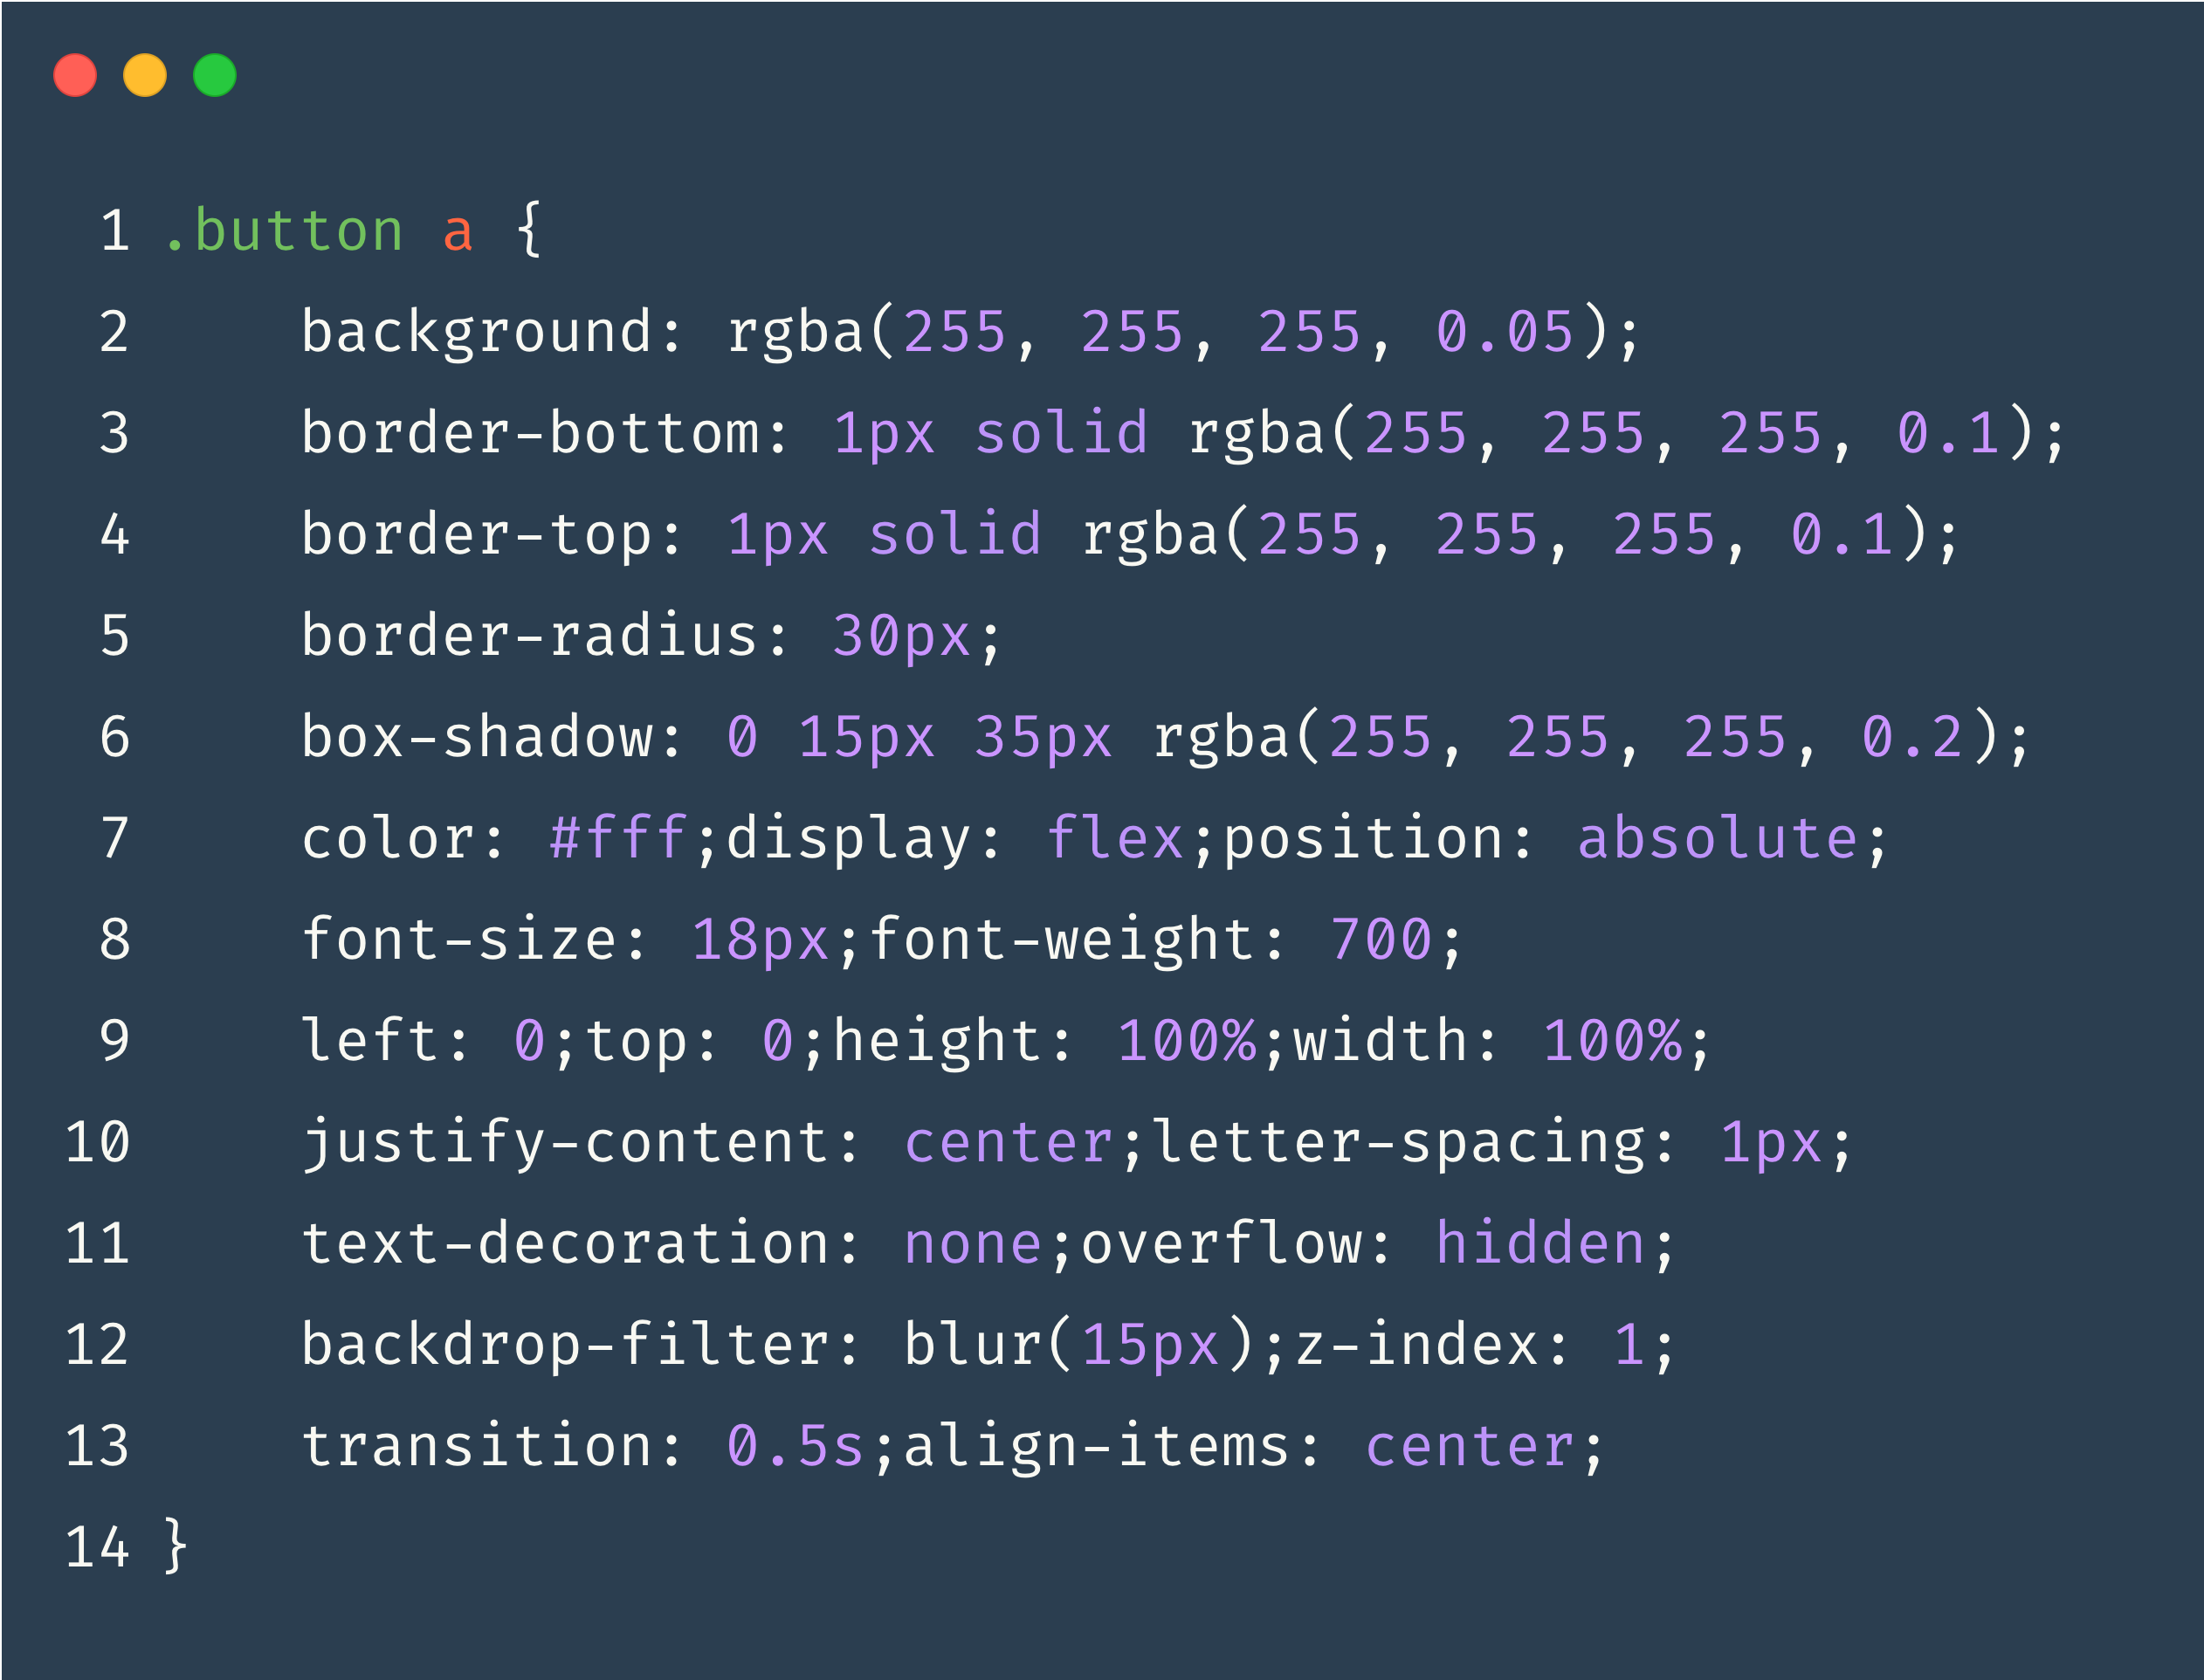 1 .button a {
2     background: rgba(255, 255, 255, 0.05);
3     border-bottom: 1px solid rgba(255, 255, 255, 0.1);
4     border-top: 1px solid rgba(255, 255, 255, 0.1);
5     border-radius: 30px;
6     box-shadow: 0 15px 35px rgba(255, 255, 255, 0.2);
7     color: #fff;display: flex;position: absolute;
8     font-size: 18px;font-weight: 700;
9     left: 0;top: 0;height: 100%;width: 100%;
10     justify-content: center;letter-spacing: 1px;
11     text-decoration: none;overflow: hidden;
12     backdrop-filter: blur(15px);z-index: 1;
13     transition: 0.5s;align-items: center;
14 }